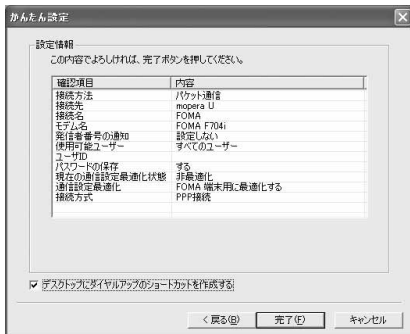 かんたん設定
設定情報
この内容でよろしければ、完了ボタンを押してください。
確認項目 内容
接続方法 パケット通信
接続先 mopera U
接続名 FOMA
モデム名 FOMA F704i
発信者番号の通知 設定しない
使用可能ユーザー すべてのユーザー
ユーザID
パスワードの保存 する
現在の通信設定最適化状態 非最適化
通信設定最適化 FOMA 端末用に最適化する
接続方式 PPP接続
デスクトップにダイヤルアップのショートカットを作成する
< 戻る(B) 完了(F) キャンセル